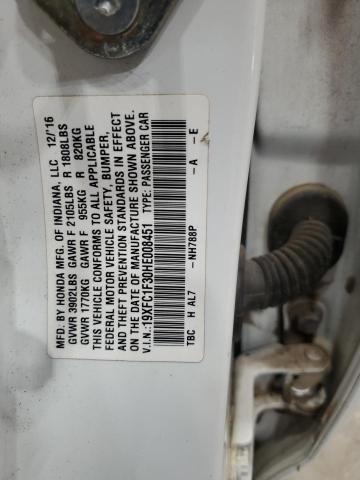 MFD. BY HONDA MFG. OF INDIANA, LLC 12/'16
GVWR 3902LBS GAWR F 2105LBS R 1808LBS
GVWR 1770KG GAWR F 955KG R 820KG
THIS VEHICLE CONFORMS TO ALL APPLICABLE
FEDERAL MOTOR VEHICLE SAFETY, BUMPER,
AND THEFT PREVENTION STANDARDS IN EFFECT
ON THE DATE OF MANUFACTURE SHOWN ABOVE.
V.I.N.:19XFC1F30HE008451 TYPE: PASSENGER CAR
TBC H AL7 -NH788P -A -E